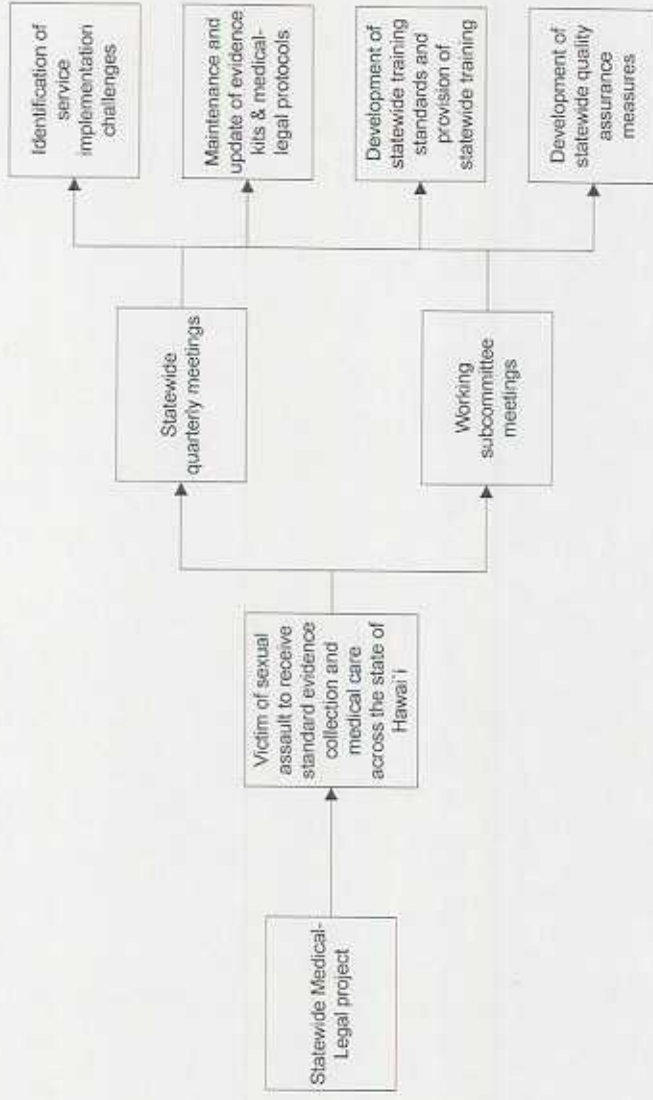 Statewide Medical-
Legal project
Victim of sexual
assault to receive
standard evidence
collection and
medical care
across the state of
Hawai`i
Statewide
quarterly meetings
Working
subcommittee
meetings
Identification of
service
implementation
challenges
Maintenance and
update of evidence
kits & medical-
legal protocols
Development of
statewide training
standards and
provision of
statewide training
Development of
statewide quality
assurance
measures